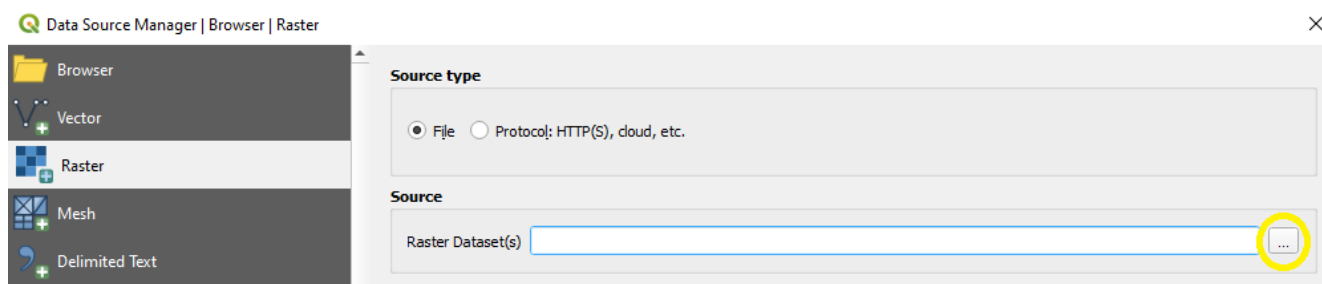 Data Source Manager | Browser | Raster
Browser
Vector
Raster
Mesh
Delimited Text
Source type
File
Protocol: HTTP(S), cloud, etc.
Source
Raster Dataset(s)
...